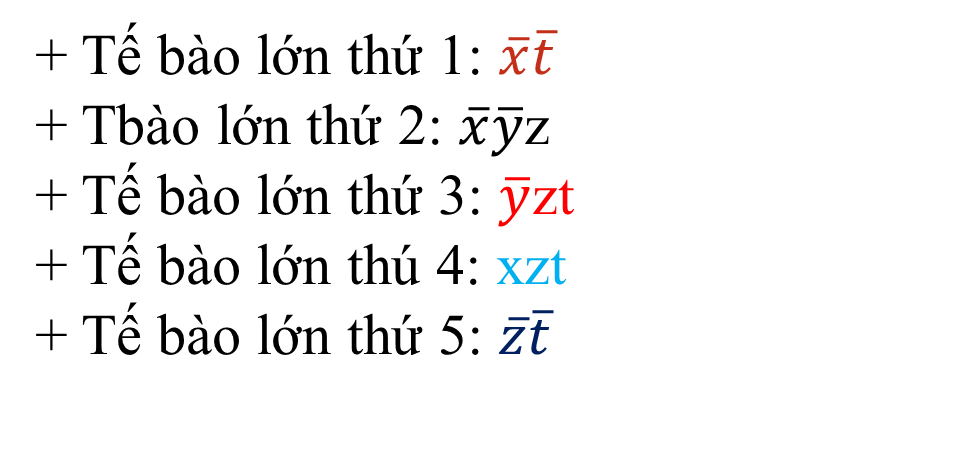 + Tế bào lớn thứ 1: x̄t̄
+ Tbào lớn thứ 2: x̄ȳz
+ Tế bào lớn thứ 3: ȳzt
+ Tế bào lớn thú 4: xzt
+ Tế bào lớn thứ 5: z̄t̄